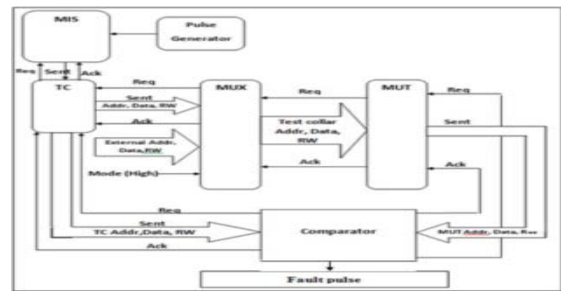 MIS
Pulse
Generator
Req
Sent
Ack
TC
MUX
MUT
Req
Sent
Addr, Data, RW
Ack
External Addr,
Data,RW
Mode (High)
Req
Test collar
Addr, Data,
RW
Ack
Req
Sent
Ack
Req
Sent
TC Addr,Data, RW
Ack
Comparator
MUT Addr, Data, Rw
Fault pulse